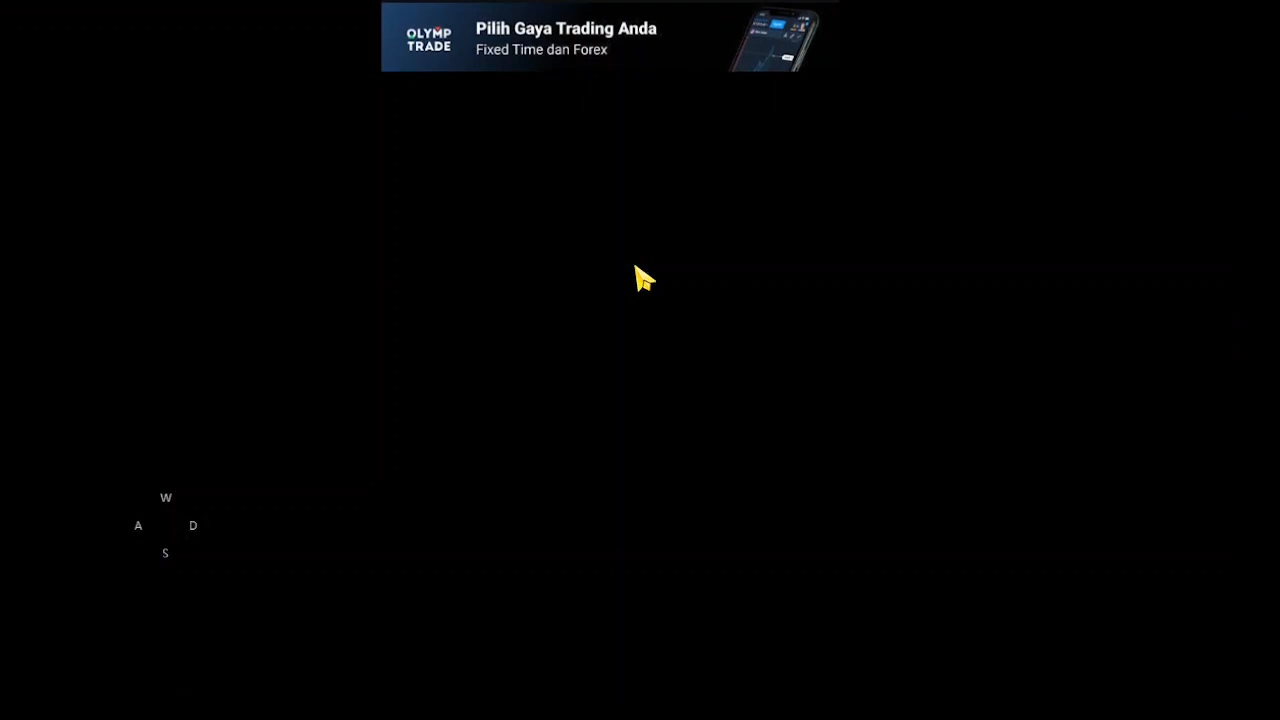 OLYMP
TRADE
Pilih Gaya Trading Anda
Fixed Time dan Forex
W
A D
S